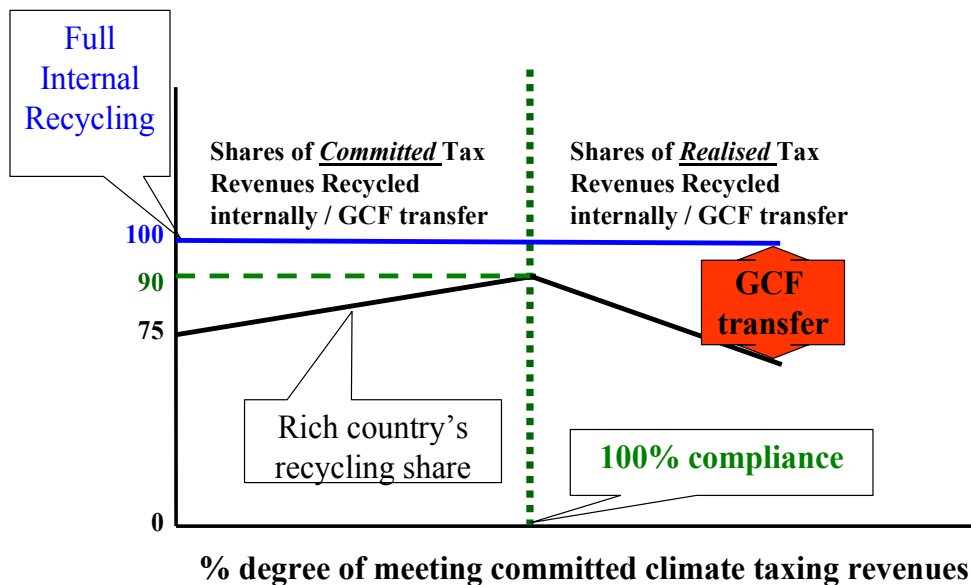 Full
Internal
Recycling
Shares of Committed Tax
Revenues Recycled
internally / GCF transfer
Shares of Realised Tax
Revenues Recycled
internally / GCF transfer
100
90
75
0
GCF
transfer
Rich country’s
recycling share
100% compliance
% degree of meeting committed climate taxing revenues